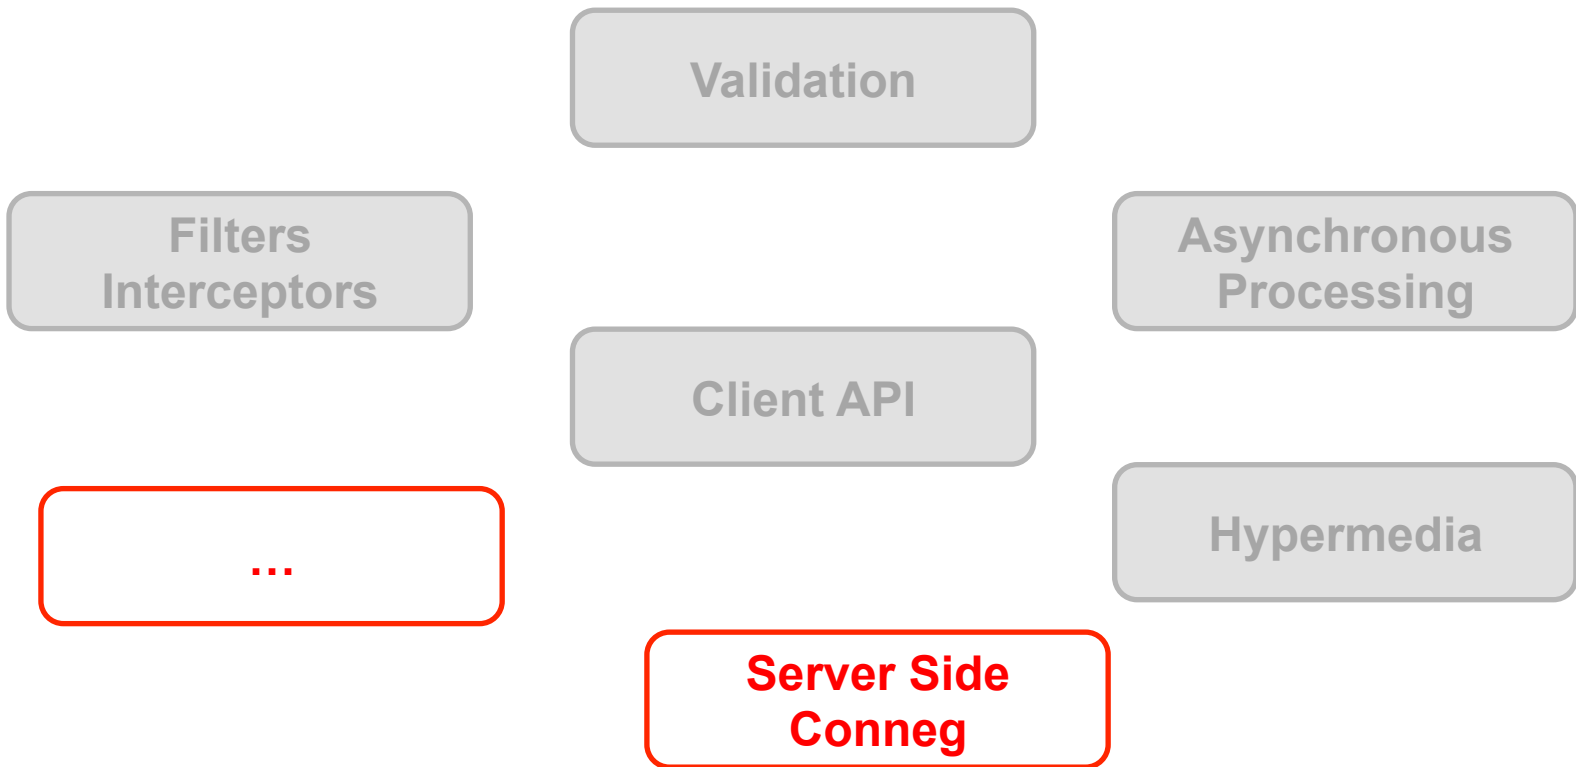 Validation
Filters
Interceptors
Asynchronous
Processing
Client API
...
Hypermedia
Server Side
Conneg